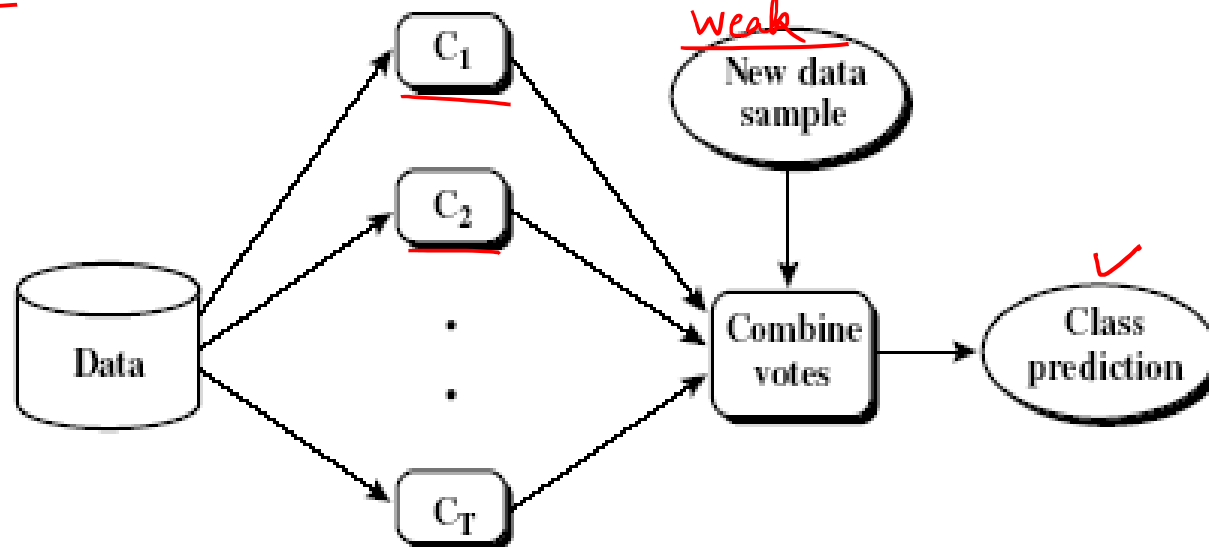 C1
weak
New data
sample
C2
Data
Combine
votes
Class
prediction
CT